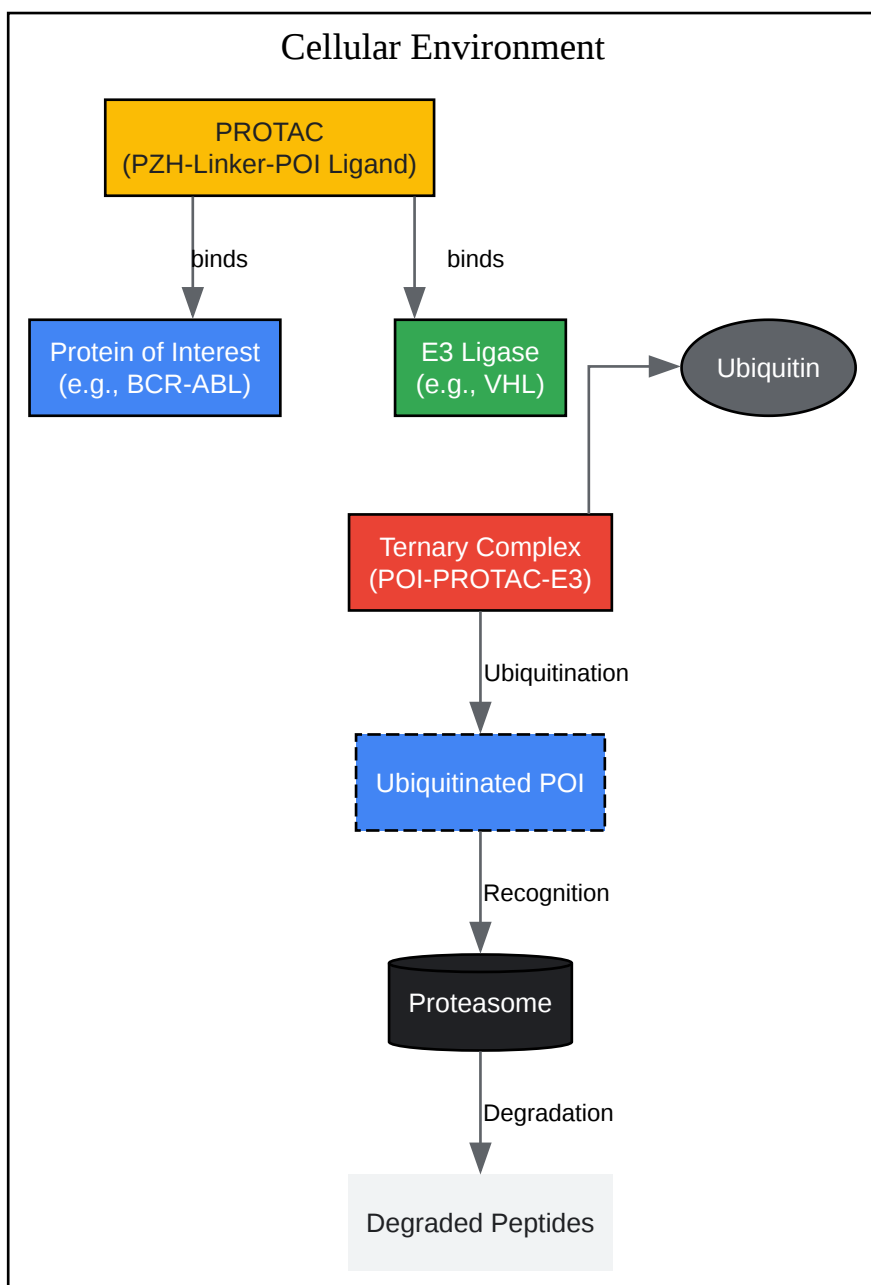 Cellular Environment
PROTAC
(PZH-Linker-POI Ligand)
binds
binds
Protein of Interest
(e.g., BCR-ABL)
E3 Ligase
(e.g., VHL)
Ubiquitin
Ternary Complex
(POI-PROTAC-E3)
Ubiquitination
Ubiquitinated POI
Recognition
Proteasome
Degradation
Degraded Peptides